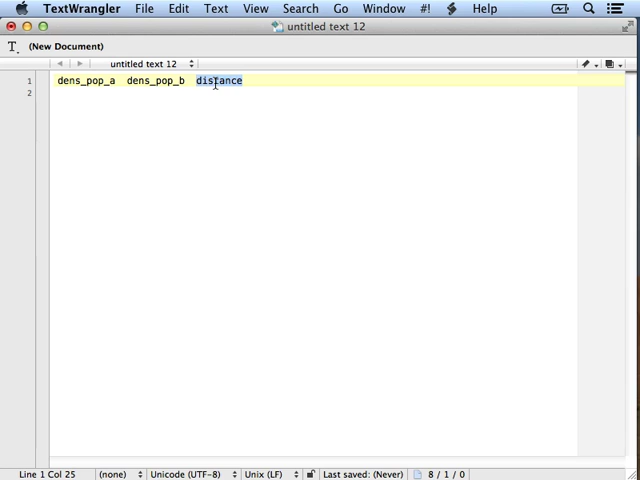 TextWrangler File Edit Text View Search Go Window #! Help
untitled text 12
(New Document)
untitled text 12
1 dens_pop_a dens_pop_b distance
2
Line 1 Col 25 (none) Unicode (UTF-8) Unix (LF) Last saved: (Never) 8 / 1 / 0